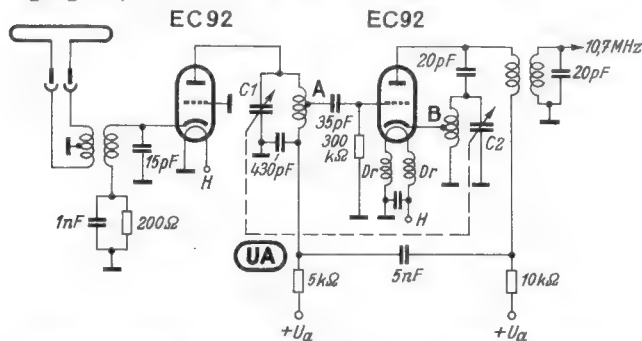 EC92
EC92
C1
A
35pF
300
kΩ
20pF
10,7MHz
20pF
B
C2
15pF
H
430pF
Dr
Dr
H
1nF
200Ω
UA
5nF
5kΩ
10kΩ
+Ua
+Ua